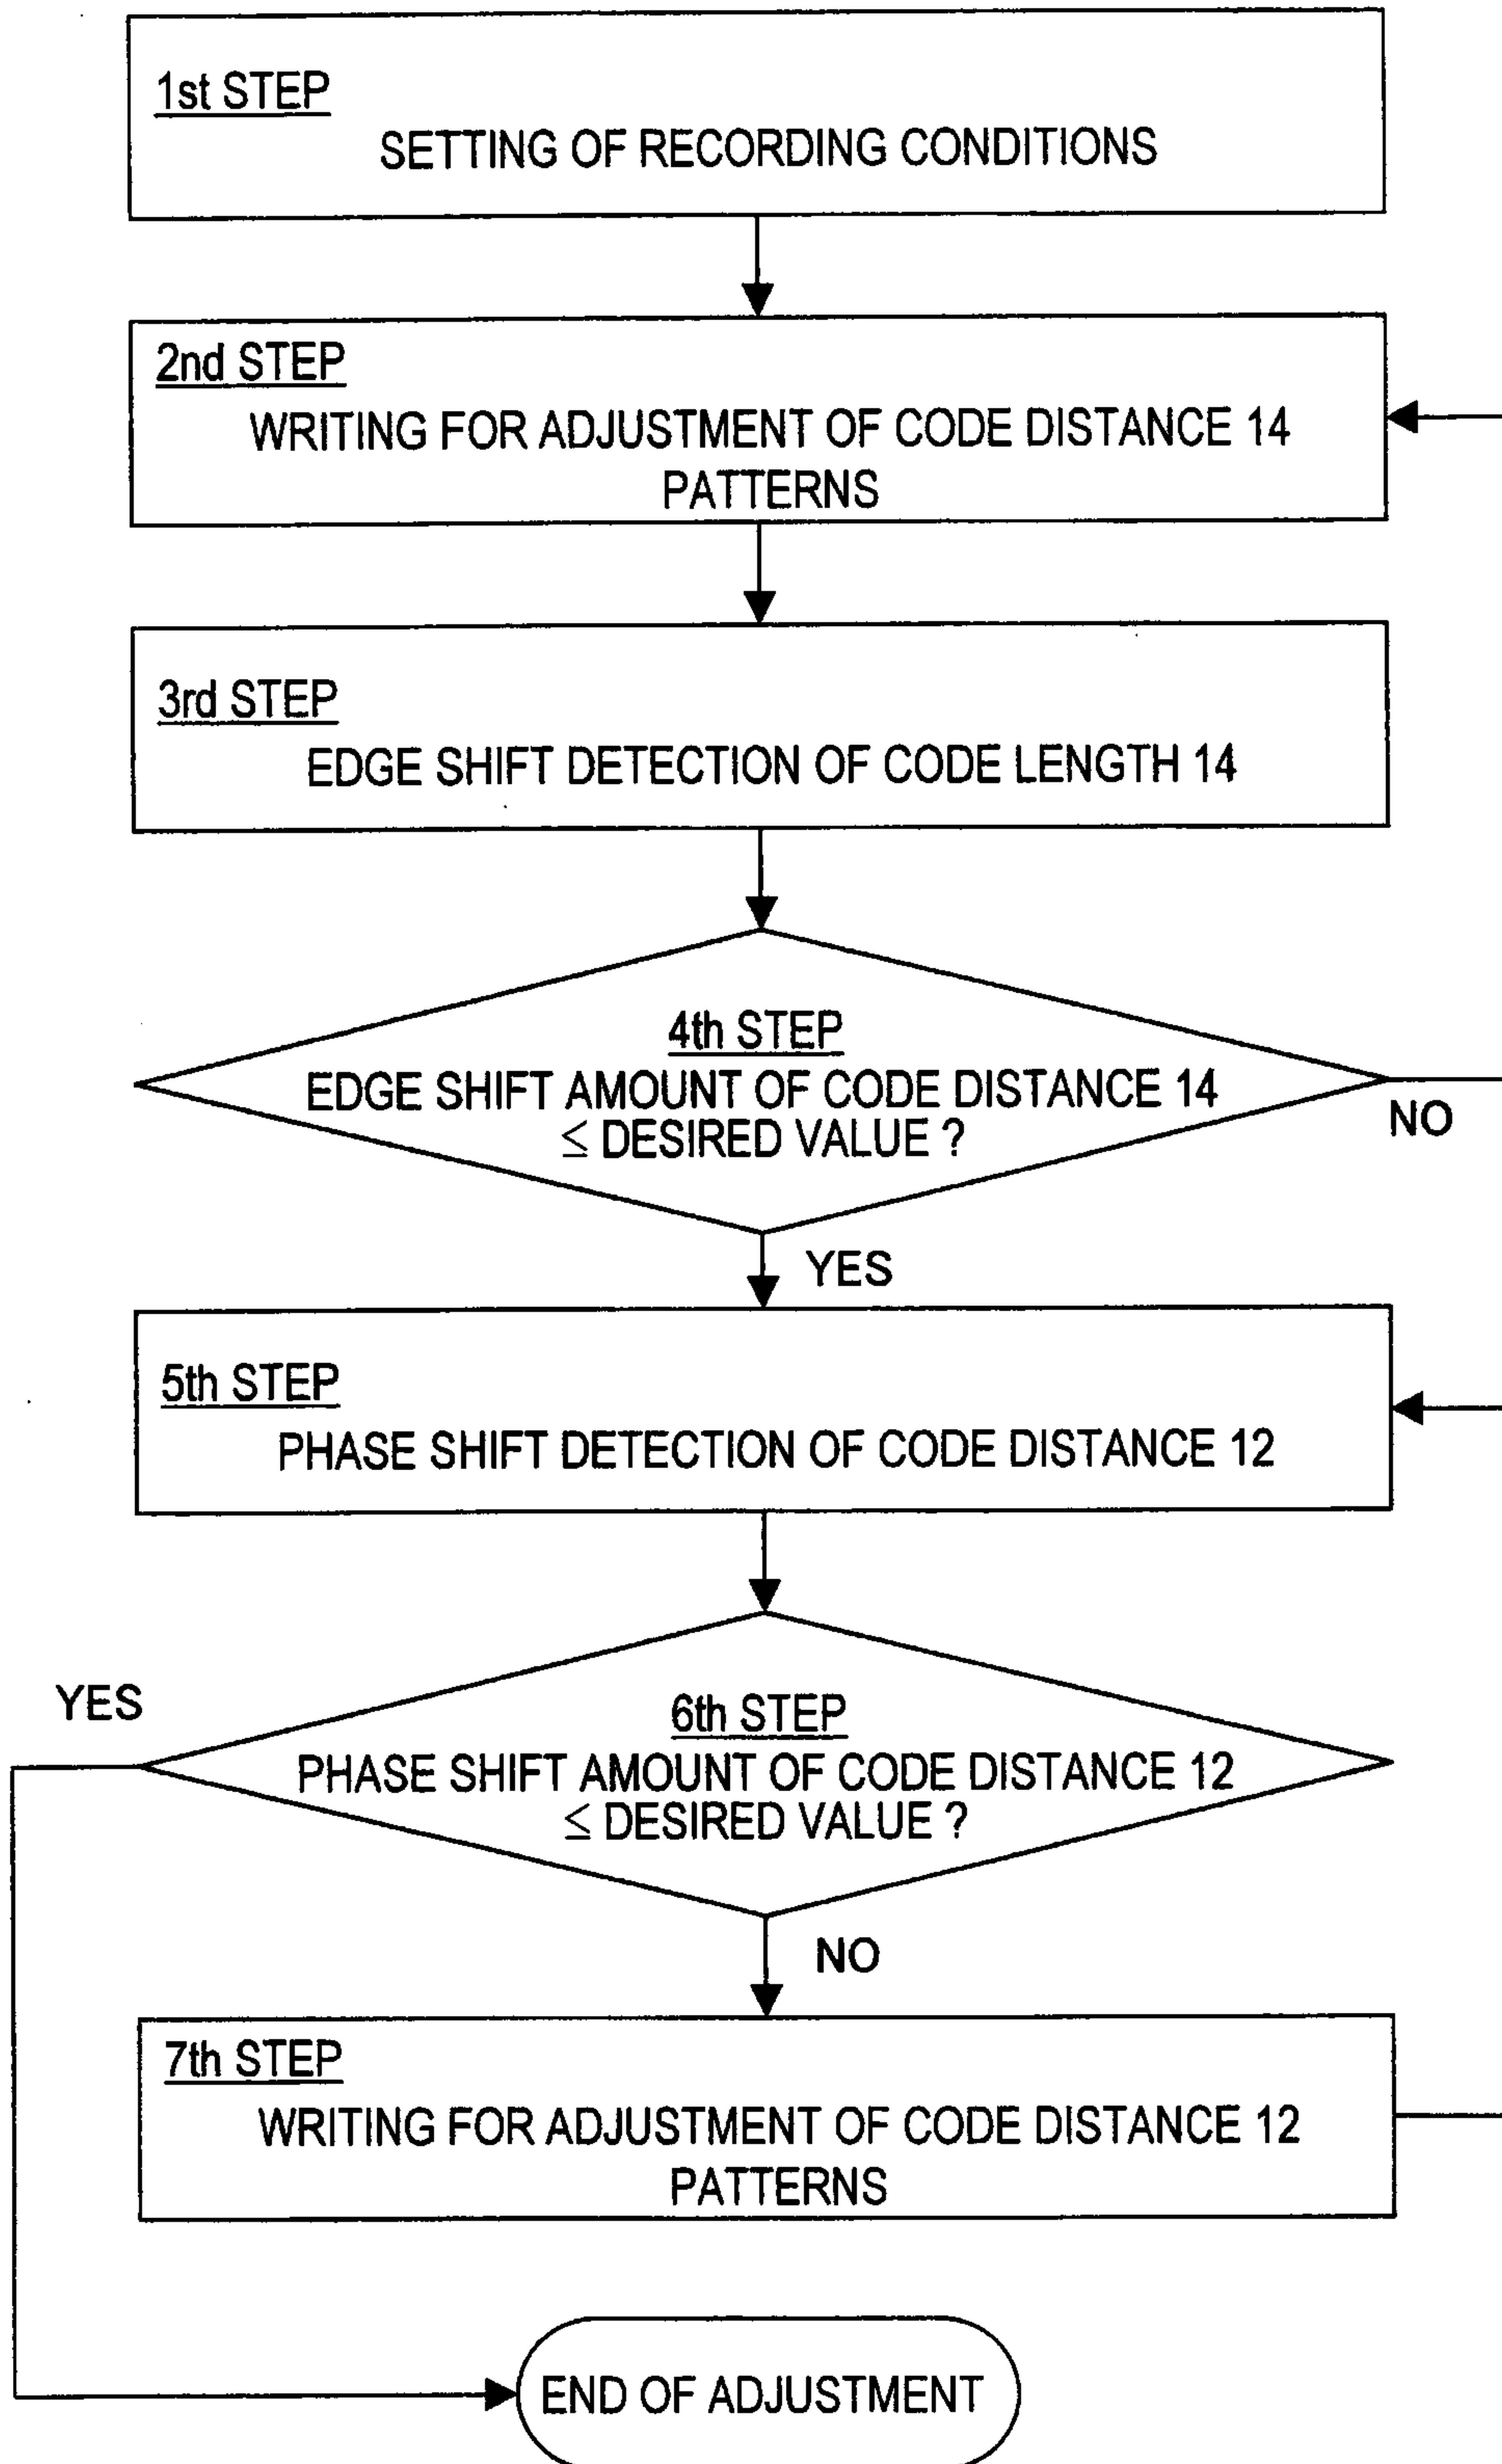 1st STEP
SETTING OF RECORDING CONDITIONS
2nd STEP
WRITING FOR ADJUSTMENT OF CODE DISTANCE 14
PATTERNS
3rd STEP
EDGE SHIFT DETECTION OF CODE LENGTH 14
4th STEP
EDGE SHIFT AMOUNT OF CODE DISTANCE 14
≤ DESIRED VALUE ?
NO
YES
5th STEP
PHASE SHIFT DETECTION OF CODE DISTANCE 12
YES
6th STEP
PHASE SHIFT AMOUNT OF CODE DISTANCE 12
≤ DESIRED VALUE ?
NO
7th STEP
WRITING FOR ADJUSTMENT OF CODE DISTANCE 12
PATTERNS
END OF ADJUSTMENT